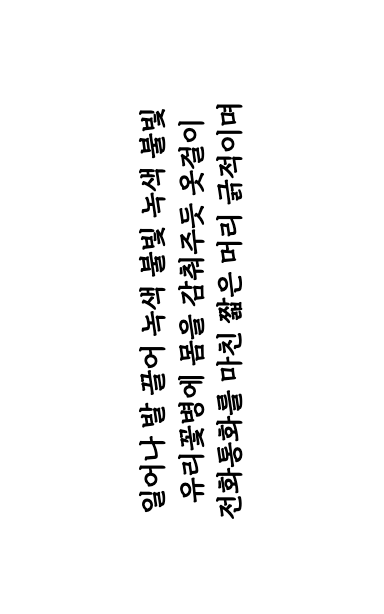 일어나 발 끌어 녹색 불빛 녹색 불빛
유리꽃병에 몸을 감춰주듯 옷걸이
전화통화를 마친 짧은 머리 긁적이며